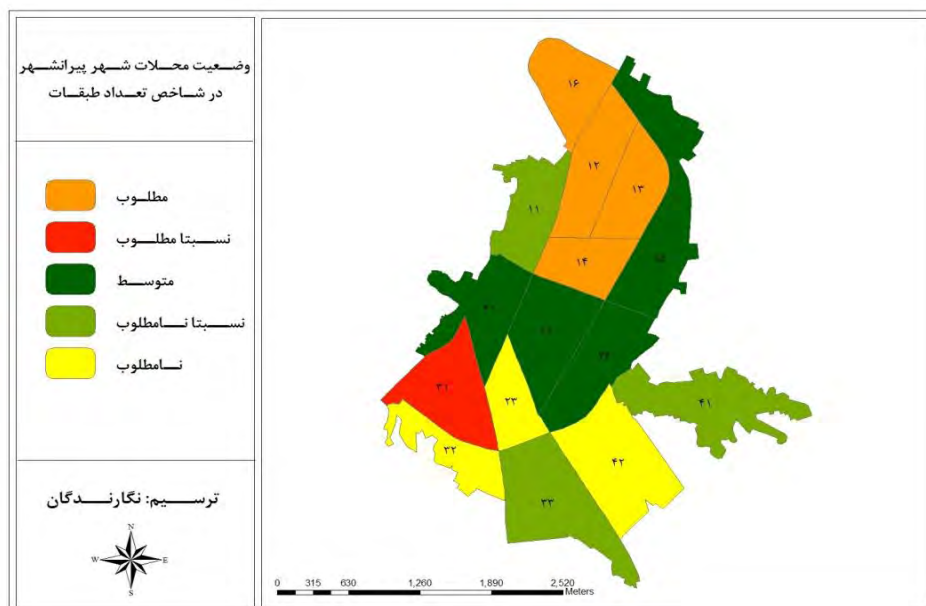 وضعیت محلات شهر پیرانشهر
در شاخص تعداد طبقات
مطلوب
نسبتا مطلوب
متوسط
نسبتا نامطلوب
نامطلوب
ترسیم: نگارندگان
N
W E
S
۱۶
۱۲
۱۳
۱۱
۱۴
۳۱
۲۳
۴۱
۳۲
۴۲
۳۳
0 315 630 1,260 1,890 2,520
Meters